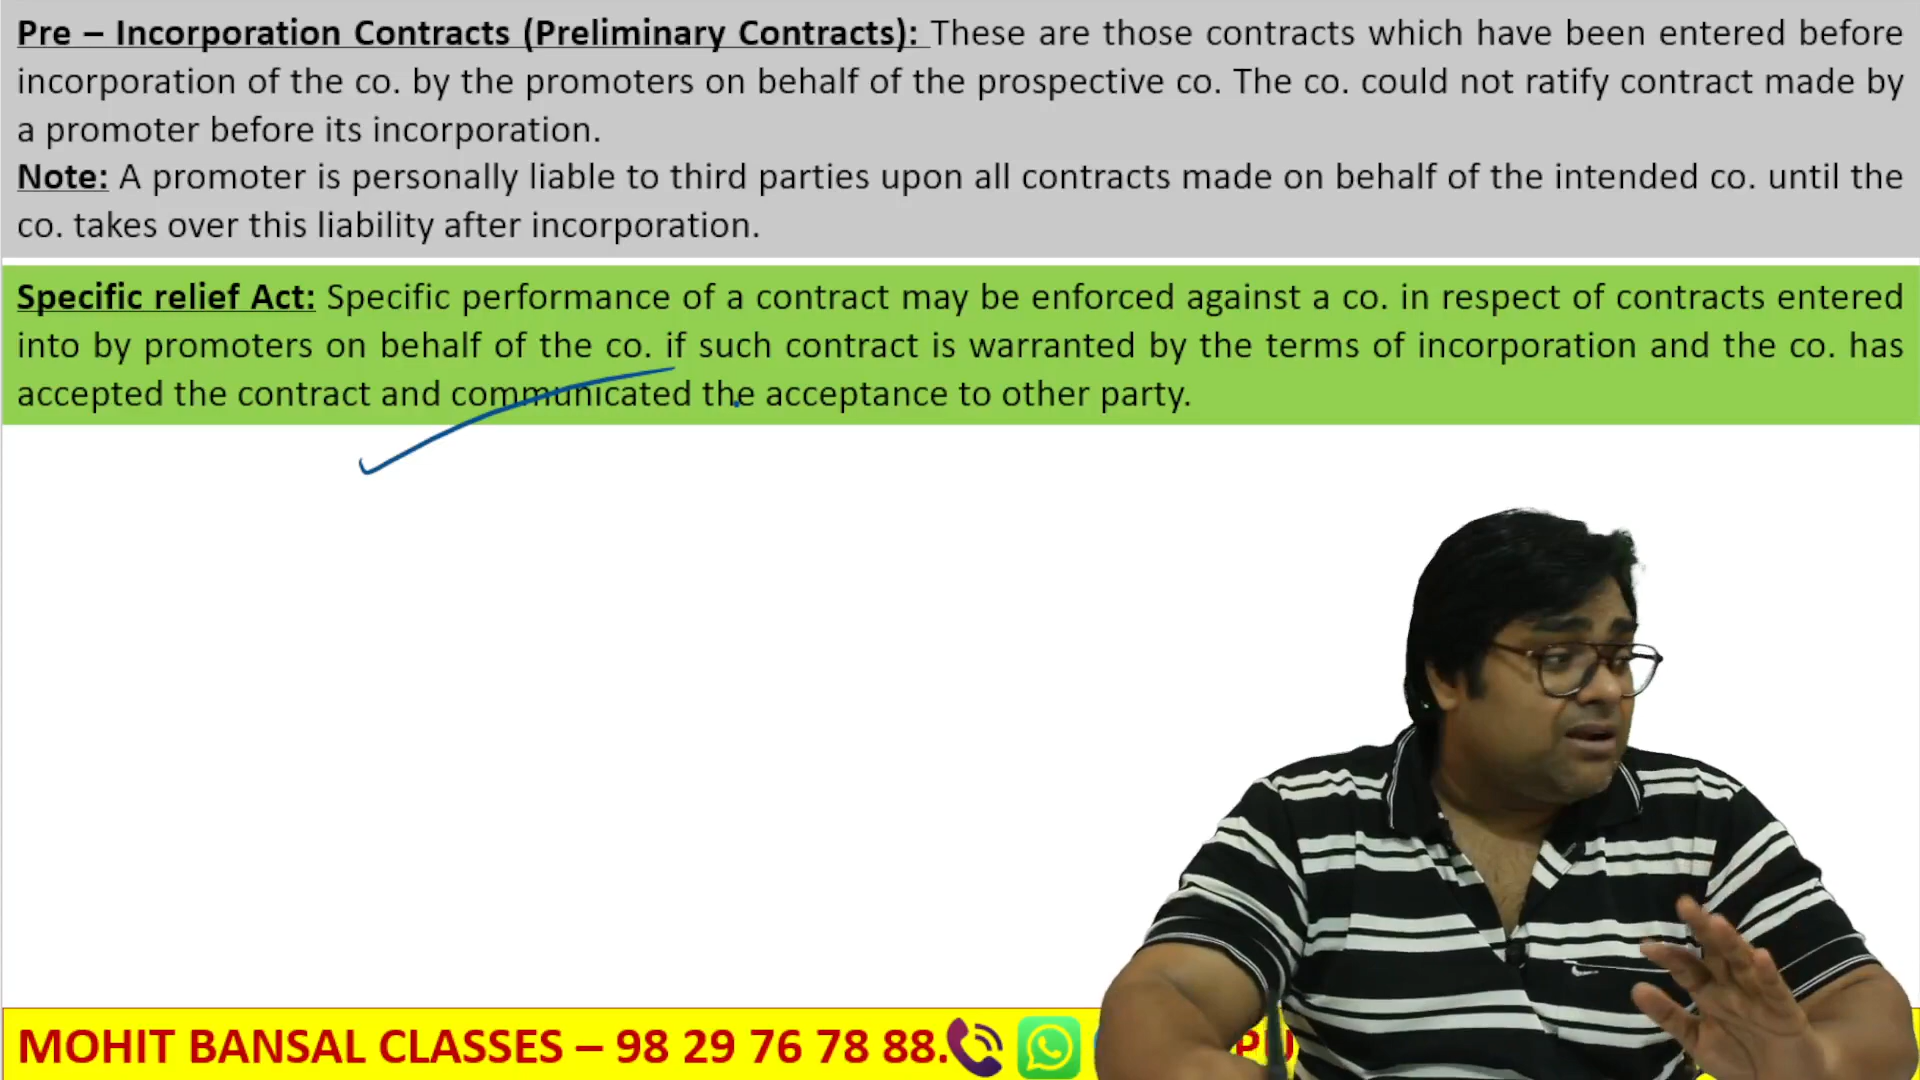 Pre – Incorporation Contracts (Preliminary Contracts): These are those contracts which have been entered before
incorporation of the co. by the promoters on behalf of the prospective co. The co. could not ratify contract made by
a promoter before its incorporation.
Note: A promoter is personally liable to third parties upon all contracts made on behalf of the intended co. until the
co. takes over this liability after incorporation.
Specific relief Act: Specific performance of a contract may be enforced against a co. in respect of contracts entered
into by promoters on behalf of the co. if such contract is warranted by the terms of incorporation and the co. has
accepted the contract and communicated the acceptance to other party.
MOHIT BANSAL CLASSES – 98 29 76 78 88.